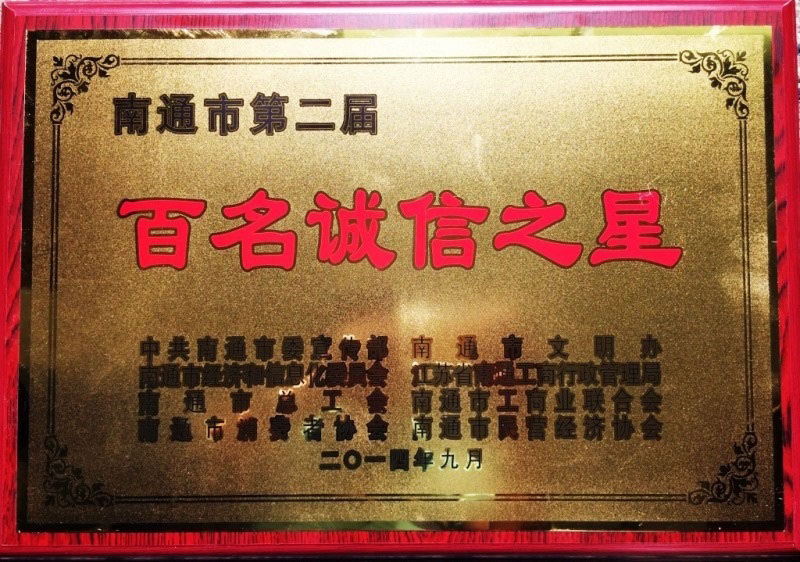 南通市第二届
百名诚信之星
中共南通市委宣传部 南通市文明办
南通市经济和信息化委员会 江苏省南通工商行政管理局
南通市总工会 南通市工商业联合会
南通市消费者协会 南通市民营经济协会
二〇一四年九月